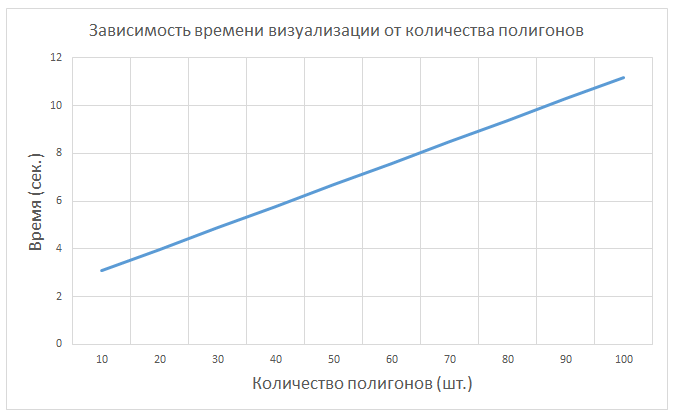 Зависимость времени визуализации от количества полигонов
12
10
8
6
4
2
0
Время (сек.)
10 20 30 40 50 60 70 80 90 100
Количество полигонов (шт.)